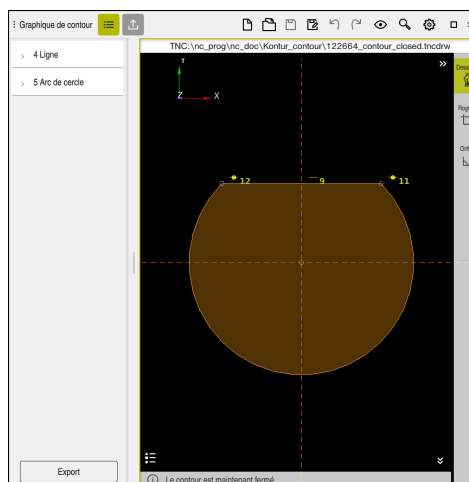 Graphique de contour
TNC:\nc_prog\nc_doc\Kontur_contour\122664_contour_closed.tncdrw
4 Ligne
5 Arc de cercle
Y
Z
X
12
9
11
Export
Le contour est maintenant fermé